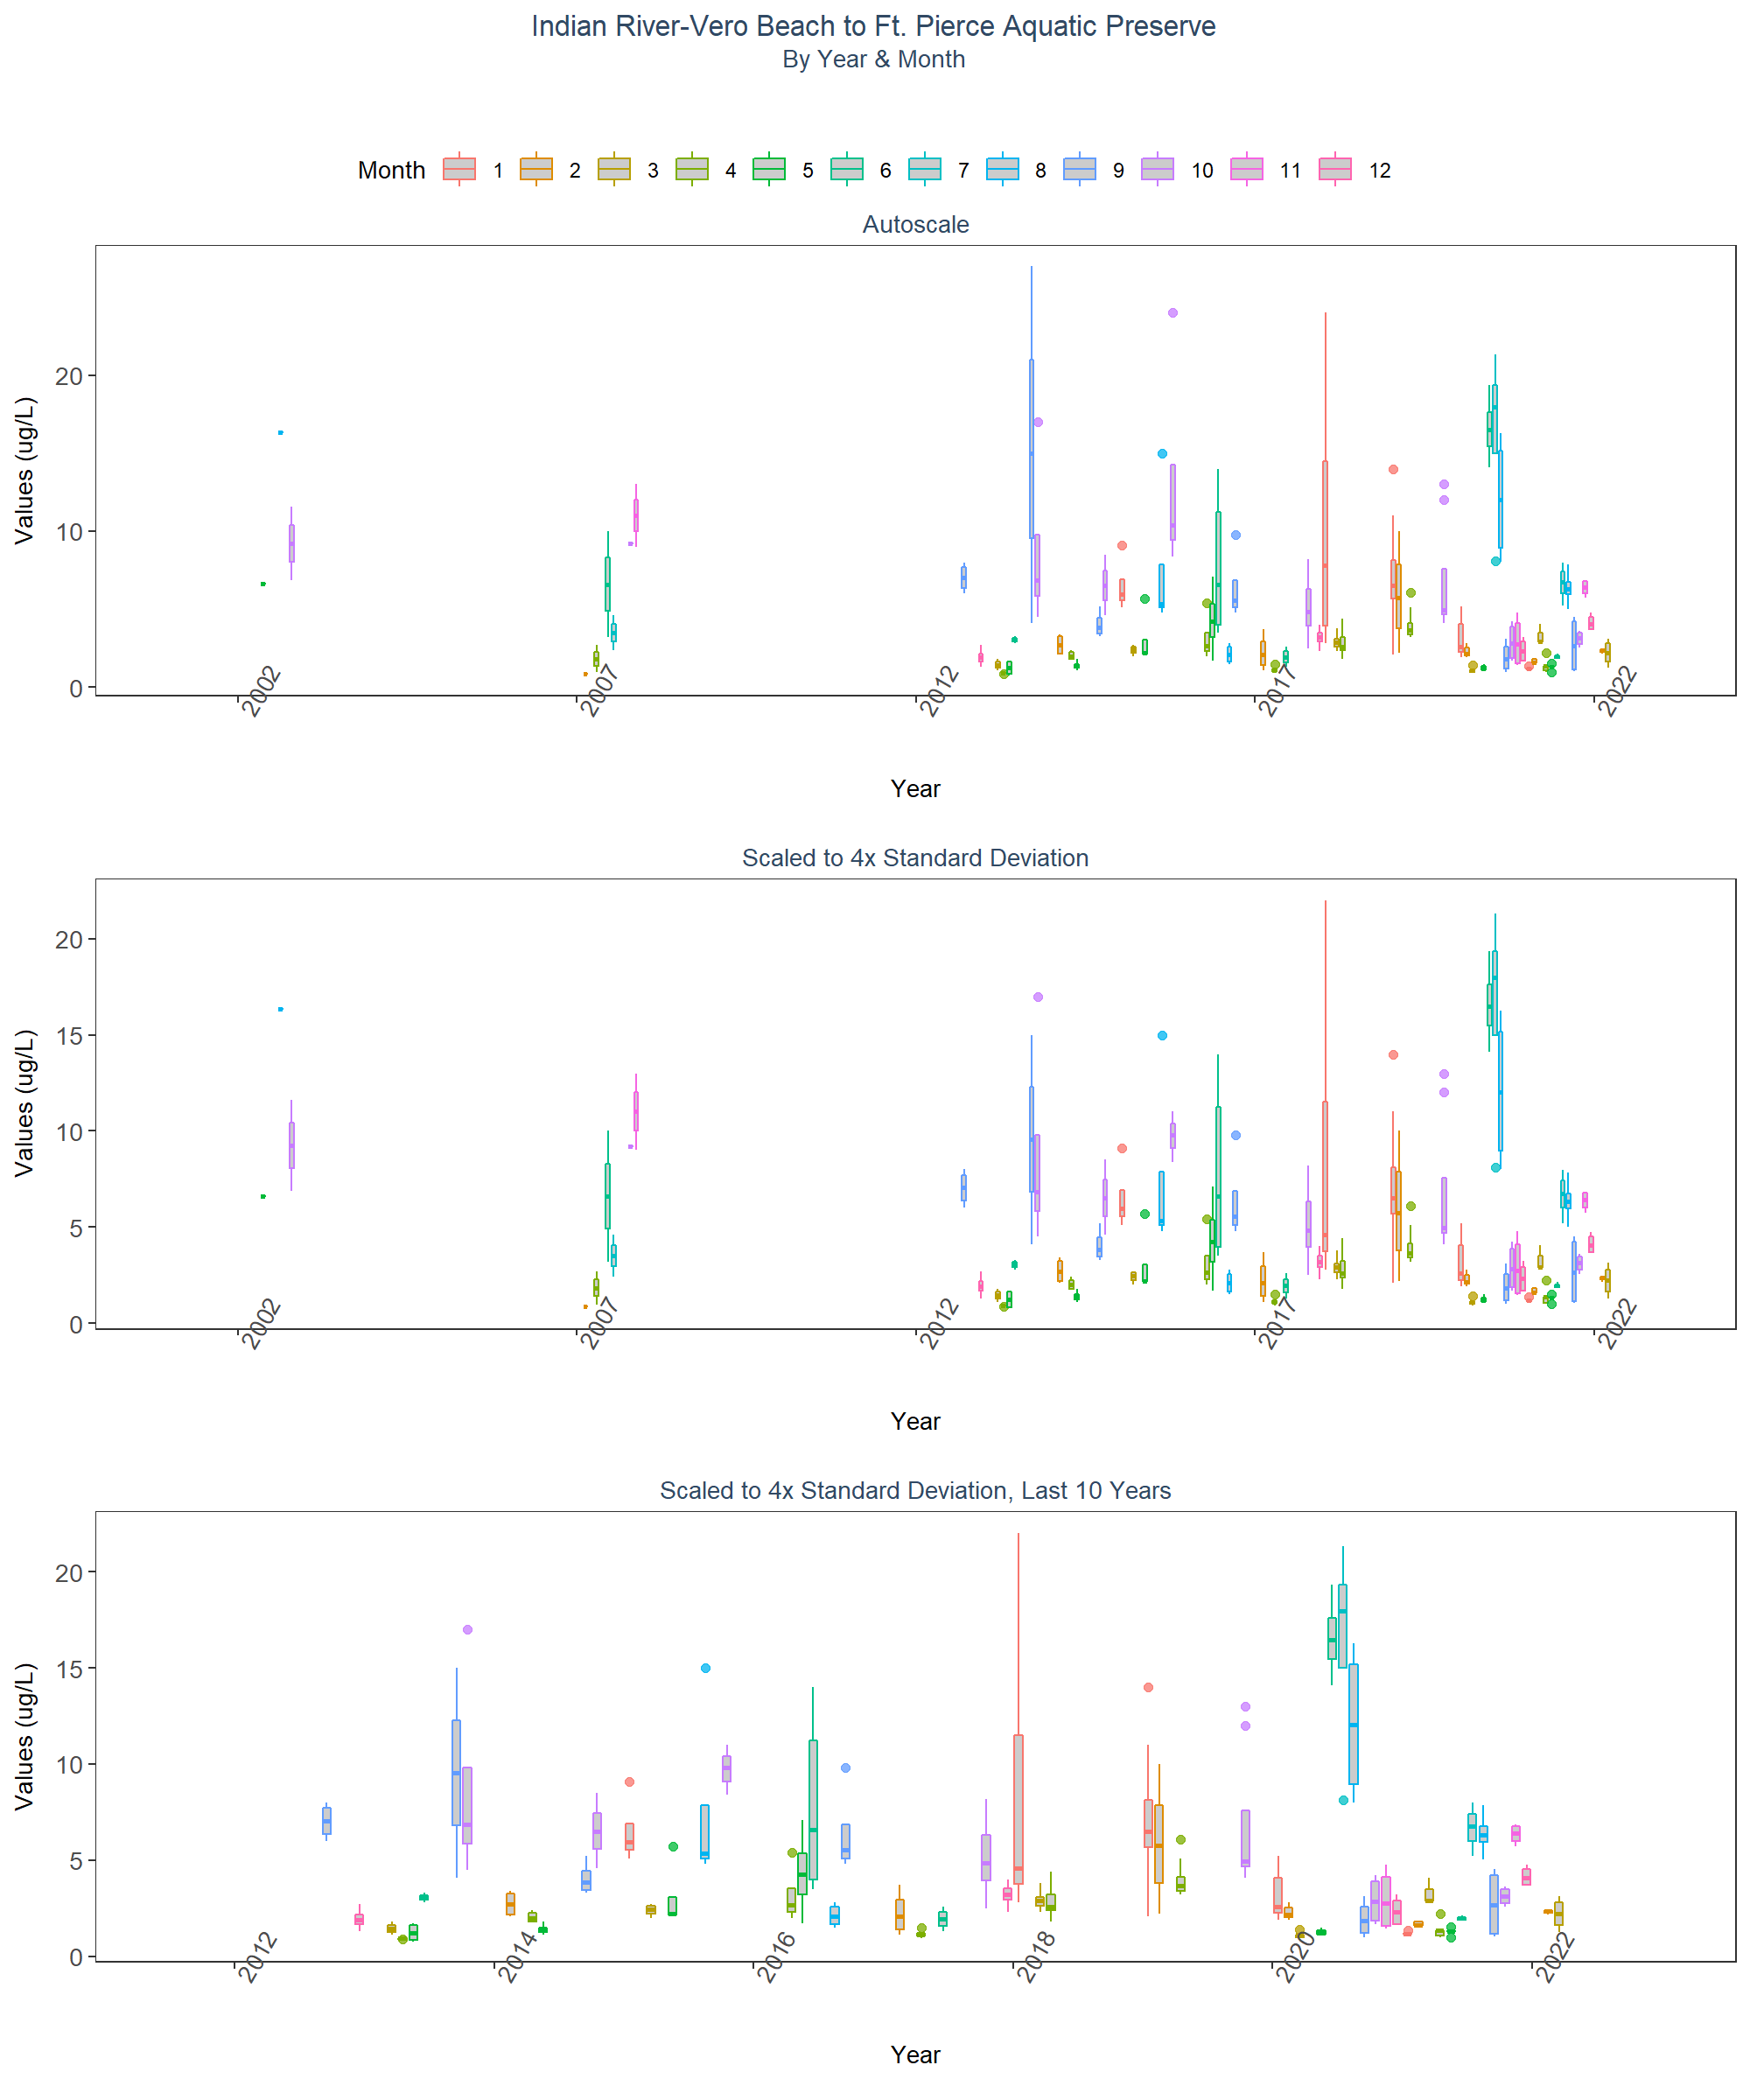 Indian River-Vero Beach to Ft. Pierce Aquatic Preserve
By Year & Month
Month 1 2 3 4 5 6 7 8 9 10 11 12
Autoscale
Values (ug/L)
20
10
0
2002 2007 2012 2017 2022
Year
Scaled to 4x Standard Deviation
Values (ug/L)
20
15
10
5
0
2002 2007 2012 2017 2022
Year
Scaled to 4x Standard Deviation, Last 10 Years
Values (ug/L)
20
15
10
5
0
2012 2014 2016 2018 2020 2022
Year